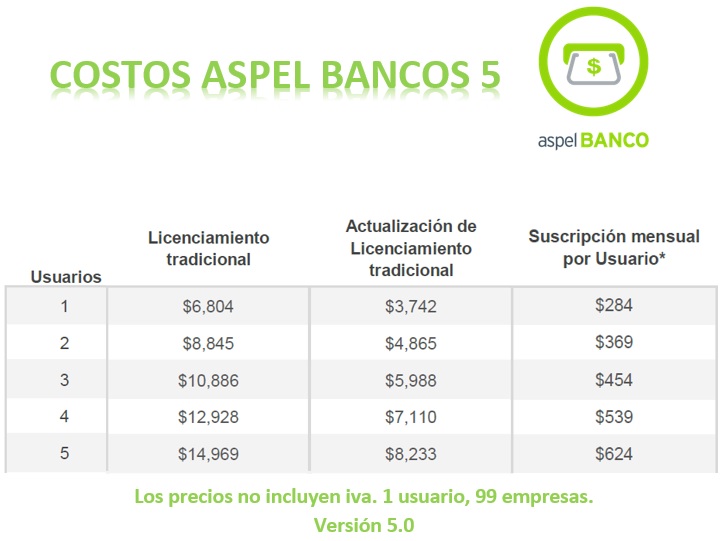 COSTOS ASPEL BANCOS 5
$
aspel BANCO
Usuarios Licenciamiento tradicional Actualización de Licenciamiento tradicional Suscripción mensual por Usuario*
1 $6,804 $3,742 $284
2 $8,845 $4,865 $369
3 $10,886 $5,988 $454
4 $12,928 $7,110 $539
5 $14,969 $8,233 $624
Los precios no incluyen iva. 1 usuario, 99 empresas.
Versión 5.0